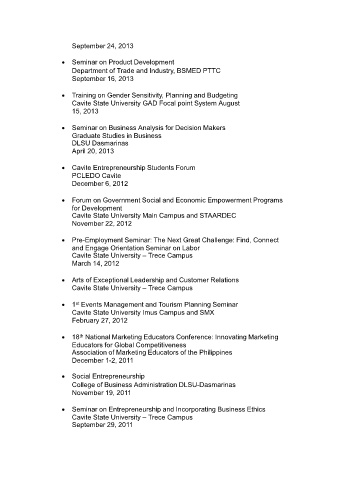 September 24, 2013
• Seminar on Product Development
Department of Trade and Industry, BSMED PTTC
September 16, 2013
• Training on Gender Sensitivity, Planning and Budgeting
Cavite State University GAD Focal point System August
15, 2013
• Seminar on Business Analysis for Decision Makers
Graduate Studies in Business
DLSU Dasmarinas
April 20, 2013
• Cavite Entrepreneurship Students Forum
PCLEDO Cavite
December 6, 2012
• Forum on Government Social and Economic Empowerment Programs
for Development
Cavite State University Main Campus and STAARDEC
November 22, 2012
• Pre-Employment Seminar: The Next Great Challenge: Find, Connect
and Engage Orientation Seminar on Labor
Cavite State University – Trece Campus
March 14, 2012
• Arts of Exceptional Leadership and Customer Relations
Cavite State University – Trece Campus
• 1st Events Management and Tourism Planning Seminar
Cavite State University Imus Campus and SMX
February 27, 2012
• 18th National Marketing Educators Conference: Innovating Marketing
Educators for Global Competitiveness
Association of Marketing Educators of the Philippines
December 1-2, 2011
• Social Entrepreneurship
College of Business Administration DLSU-Dasmarinas
November 19, 2011
• Seminar on Entrepreneurship and Incorporating Business Ethics
Cavite State University – Trece Campus
September 29, 2011